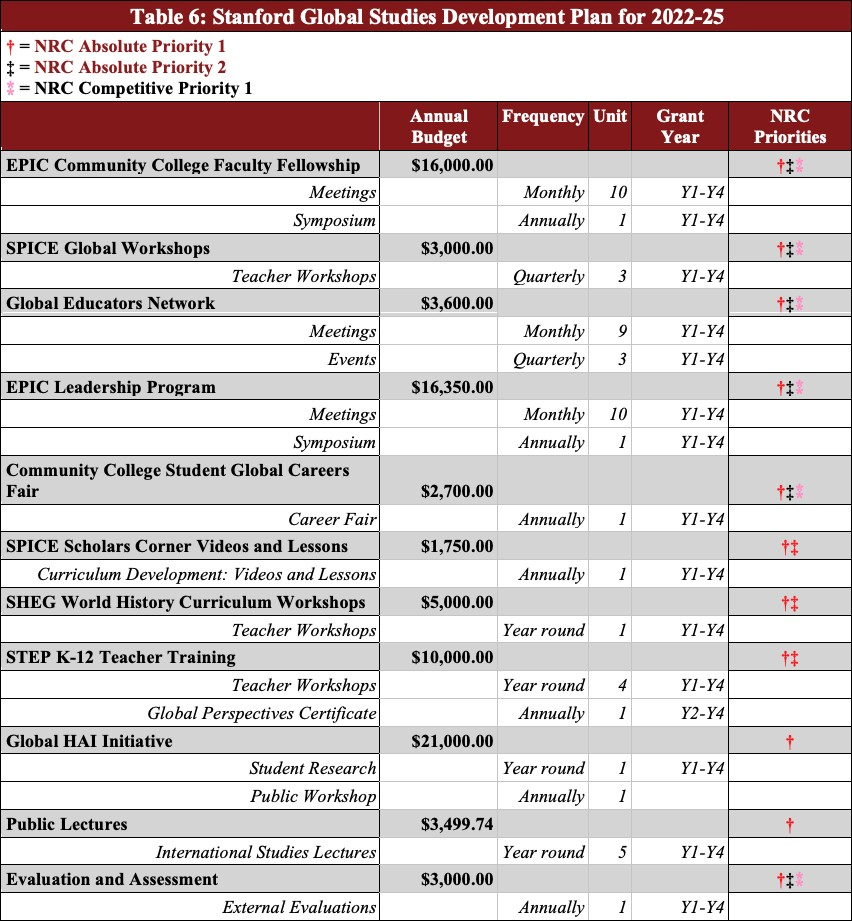 Table 6: Stanford Global Studies Development Plan for 2022-25
† = NRC Absolute Priority 1
‡ = NRC Absolute Priority 2
⁑ = NRC Competitive Priority 1
Annual Budget Frequency Unit Grant Year NRC Priorities
EPIC Community College Faculty Fellowship $16,000.00 †‡⁑
Meetings Monthly 10 Y1-Y4
Symposium Annually 1 Y1-Y4
SPICE Global Workshops $3,000.00 †‡⁑
Teacher Workshops Quarterly 3 Y1-Y4
Global Educators Network $3,600.00 †‡⁑
Meetings Monthly 9 Y1-Y4
Events Quarterly 3 Y1-Y4
EPIC Leadership Program $16,350.00 †‡⁑
Meetings Monthly 10 Y1-Y4
Symposium Annually 1 Y1-Y4
Community College Student Global Careers
Fair $2,700.00 †‡⁑
Career Fair Annually 1 Y1-Y4
SPICE Scholars Corner Videos and Lessons $1,750.00 †‡
Curriculum Development: Videos and Lessons Annually 1 Y1-Y4
SHEG World History Curriculum Workshops $5,000.00 †‡
Teacher Workshops Year round 1 Y1-Y4
STEP K-12 Teacher Training $10,000.00 †‡
Teacher Workshops Year round 4 Y1-Y4
Global Perspectives Certificate Annually 1 Y2-Y4
Global HAI Initiative $21,000.00 †
Student Research Year round 1 Y1-Y4
Public Workshop Annually 1
Public Lectures $3,499.74 †
International Studies Lectures Year round 5 Y1-Y4
Evaluation and Assessment $3,000.00 †‡⁑
External Evaluations Annually 1 Y1-Y4